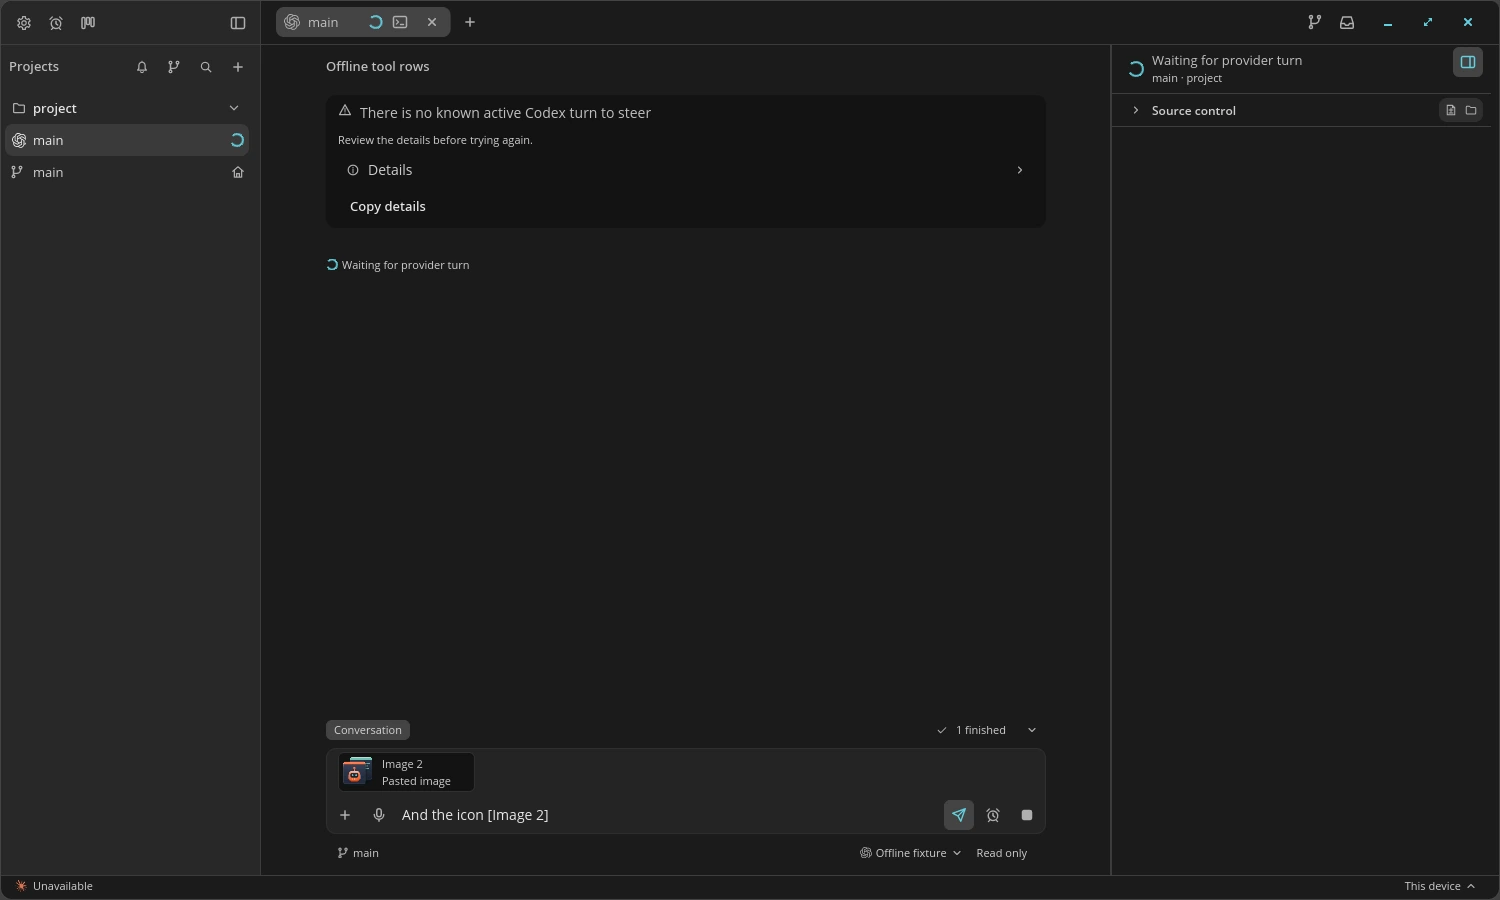 main
Projects
project
main
main
Offline tool rows
There is no known active Codex turn to steer
Review the details before trying again.
Details
Copy details
Waiting for provider turn
Conversation
1 finished
Image 2
Pasted image
And the icon [Image 2]
main
Offline fixture
Read only
Waiting for provider turn
main · project
Source control
Unavailable
This device